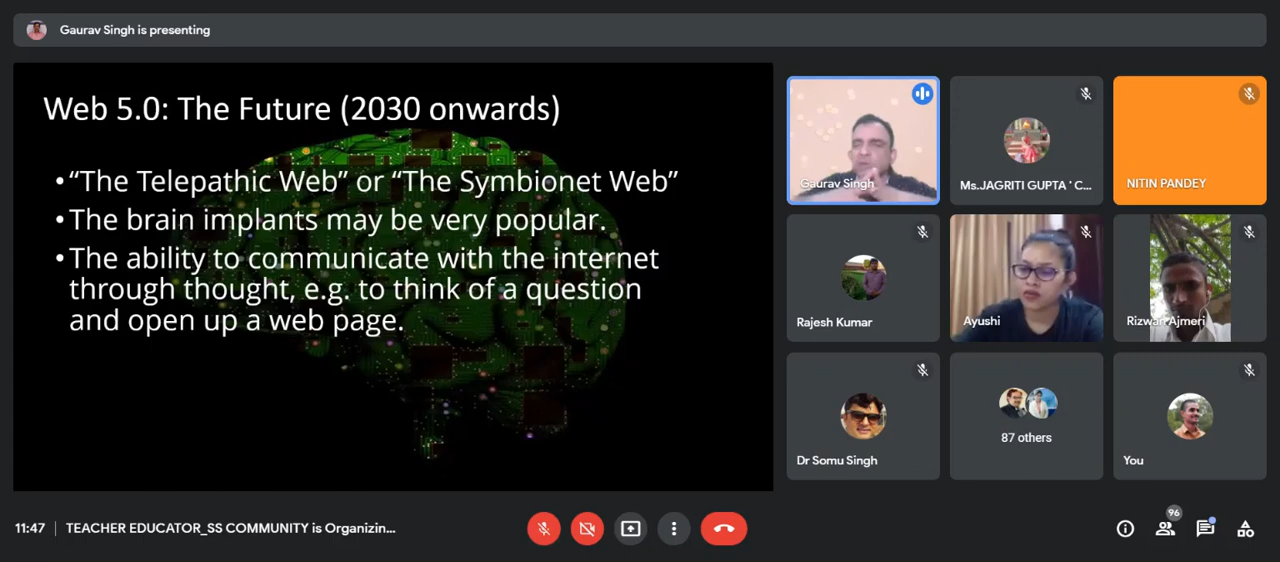 Gaurav Singh is presenting
Web 5.0: The Future (2030 onwards)
• “The Telepathic Web” or “The Symbionet Web”
• The brain implants may be very popular.
• The ability to communicate with the internet
through thought, e.g. to think of a question
and open up a web page.
Gaurav Singh
Ms.JAGRITI GUPTA ' C...
NITIN PANDEY
Rajesh Kumar
Ayushi
Rizwan Ajmeri
Dr Somu Singh
87 others
You
11:47 | TEACHER EDUCATOR_SS COMMUNITY is Organizin...
96